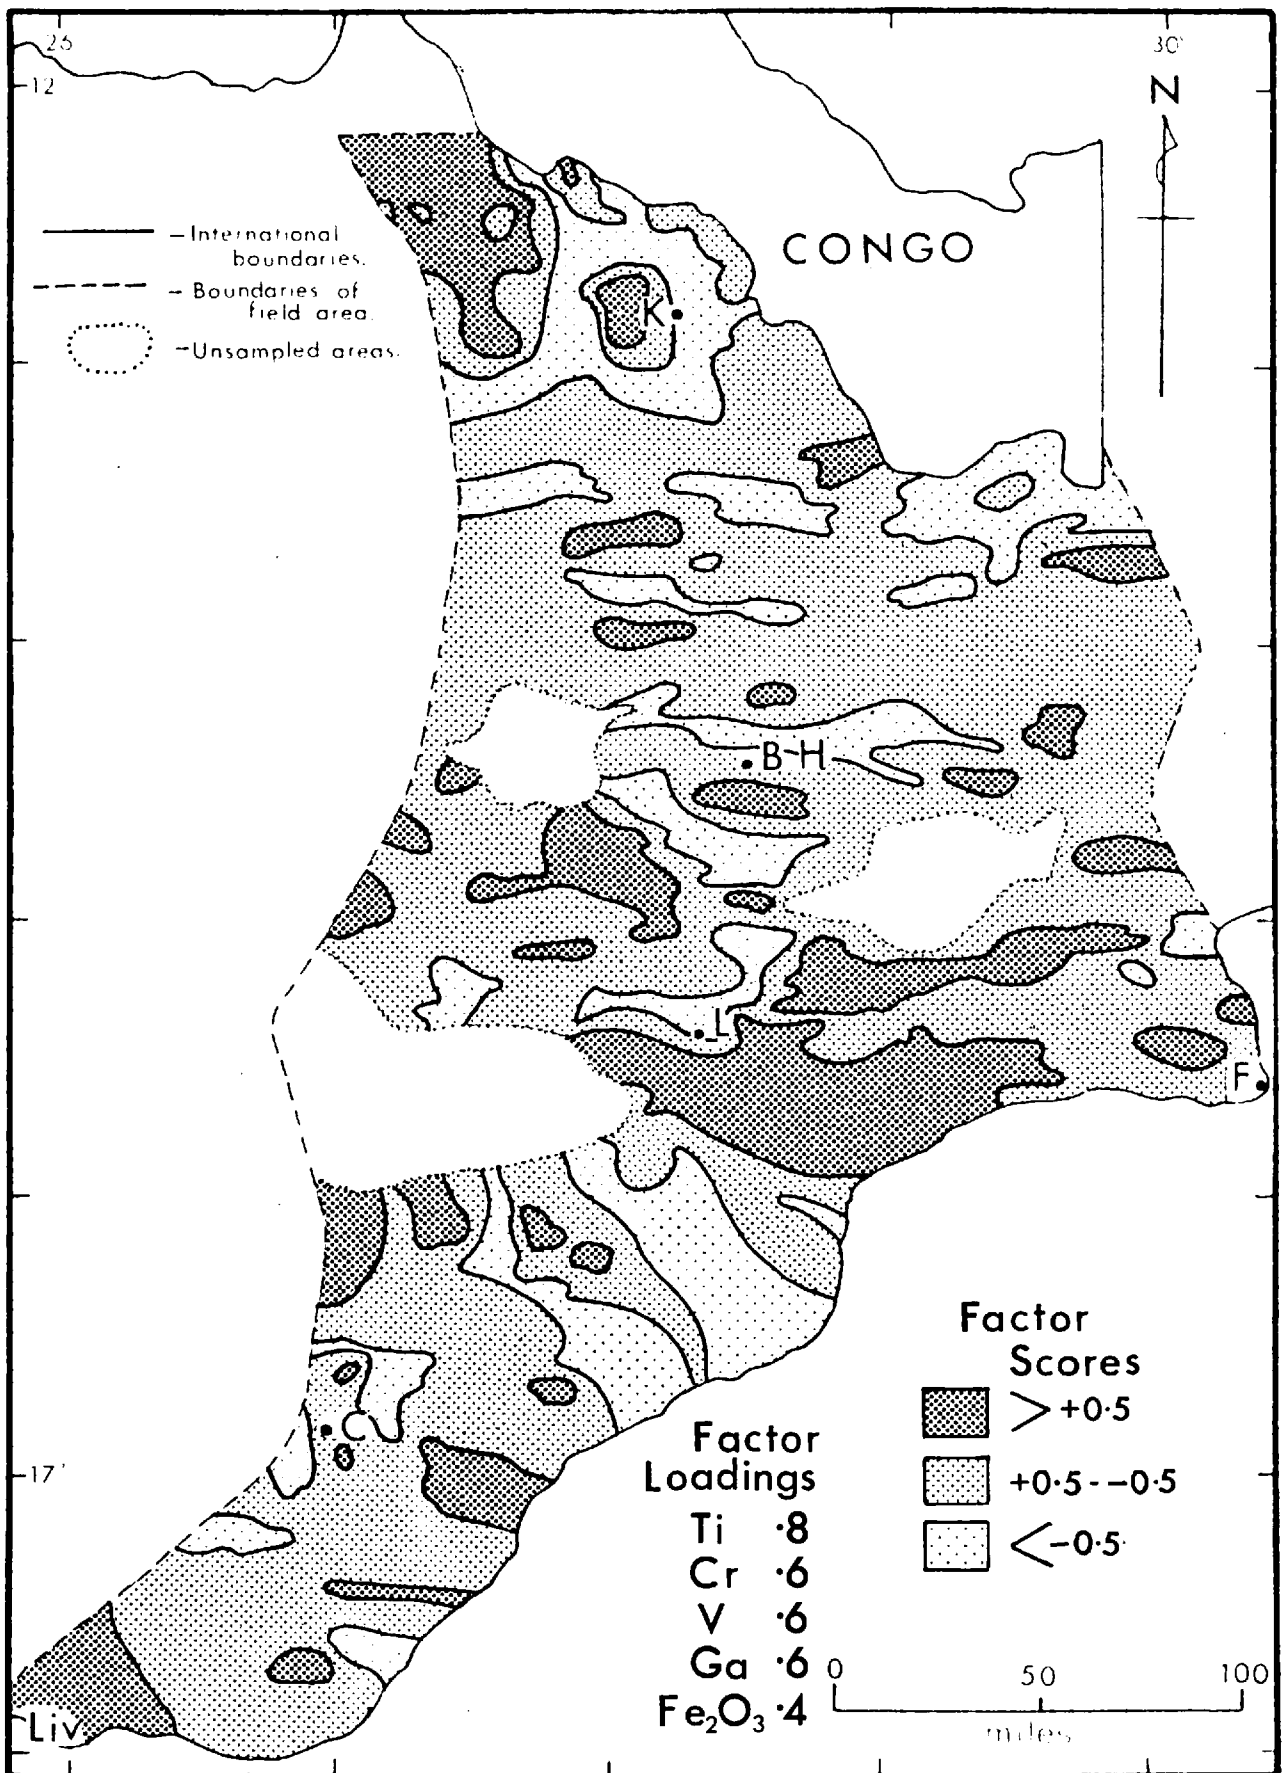 26
30'
12
N
CONGO
– International
boundaries.
– Boundaries of
field area.
– Unsampled areas.
K
B-H
L
F
C
17'
Liv
Factor
Scores
> +0·5
+0·5 - -0·5
< -0·5
Factor
Loadings
Ti ·8
Cr ·6
V ·6
Ga ·6
Fe₂O₃ ·4
0 50 100
miles